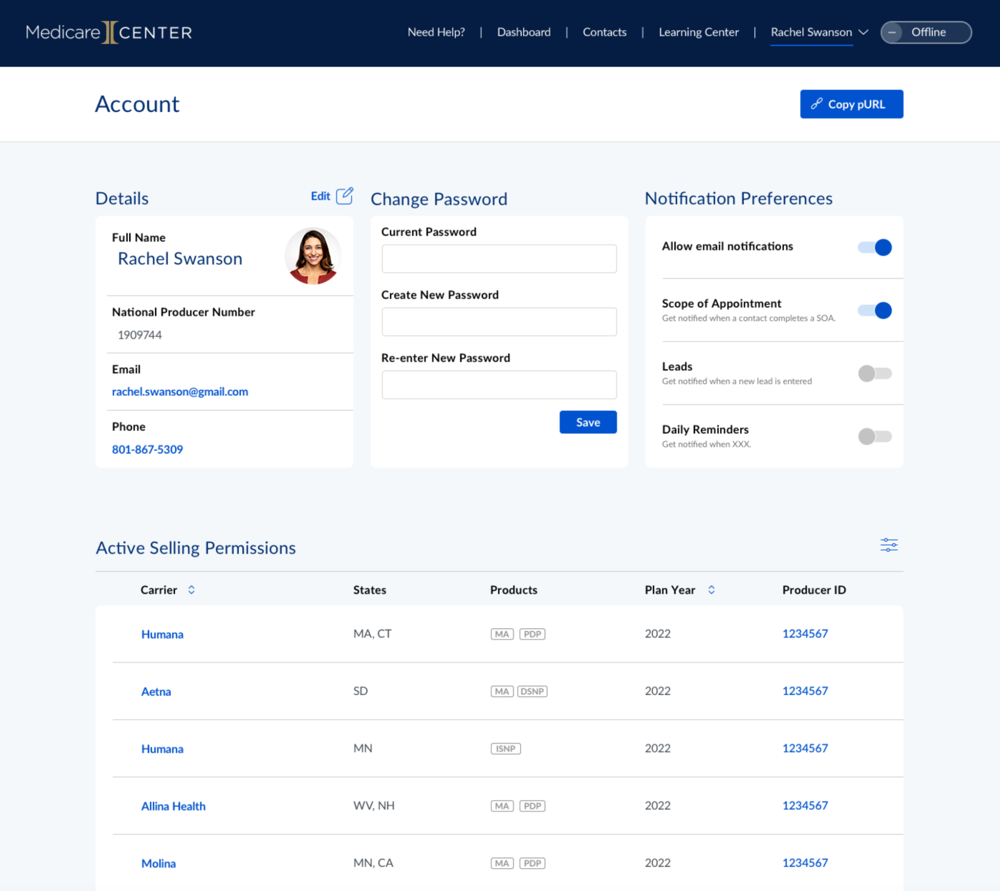 Medicare CENTER
Need Help? | Dashboard | Contacts | Learning Center | Rachel Swanson Offline
Account
Copy pURL
Details
Edit
Full Name
Rachel Swanson
National Producer Number
1909744
Email
rachel.swanson@gmail.com
Phone
801-867-5309
Change Password
Current Password
Create New Password
Re-enter New Password
Save
Notification Preferences
Allow email notifications
Scope of Appointment
Get notified when a contact completes a SOA.
Leads
Get notified when a new lead is entered
Daily Reminders
Get notified when XXX.
Active Selling Permissions
Carrier States Products Plan Year Producer ID
Humana MA, CT MA PDP 2022 1234567
Aetna SD MA DSNP 2022 1234567
Humana MN ISNP 2022 1234567
Allina Health WV, NH MA PDP 2022 1234567
Molina MN, CA MA PDP 2022 1234567